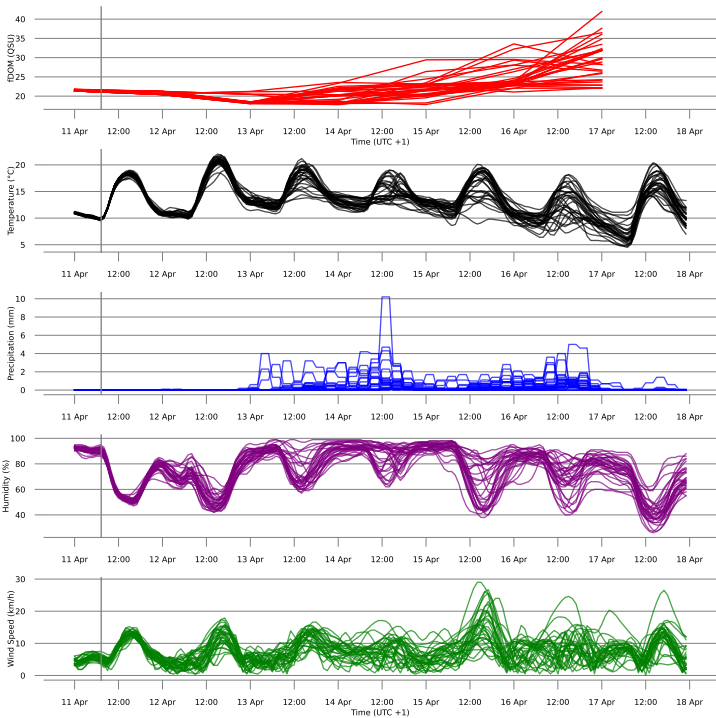 fDOM (QSU)
40
35
30
25
20
11 Apr 12:00 12 Apr 12:00 13 Apr 12:00 14 Apr 12:00 15 Apr 12:00 16 Apr 12:00 17 Apr 12:00 18 Apr
Time (UTC +1)
Temperature (°C)
20
15
10
5
11 Apr 12:00 12 Apr 12:00 13 Apr 12:00 14 Apr 12:00 15 Apr 12:00 16 Apr 12:00 17 Apr 12:00 18 Apr
Precipitation (mm)
10
8
6
4
2
0
11 Apr 12:00 12 Apr 12:00 13 Apr 12:00 14 Apr 12:00 15 Apr 12:00 16 Apr 12:00 17 Apr 12:00 18 Apr
Humidity (%)
100
80
60
40
11 Apr 12:00 12 Apr 12:00 13 Apr 12:00 14 Apr 12:00 15 Apr 12:00 16 Apr 12:00 17 Apr 12:00 18 Apr
Wind Speed (km/h)
30
20
10
0
11 Apr 12:00 12 Apr 12:00 13 Apr 12:00 14 Apr 12:00 15 Apr 12:00 16 Apr 12:00 17 Apr 12:00 18 Apr
Time (UTC +1)